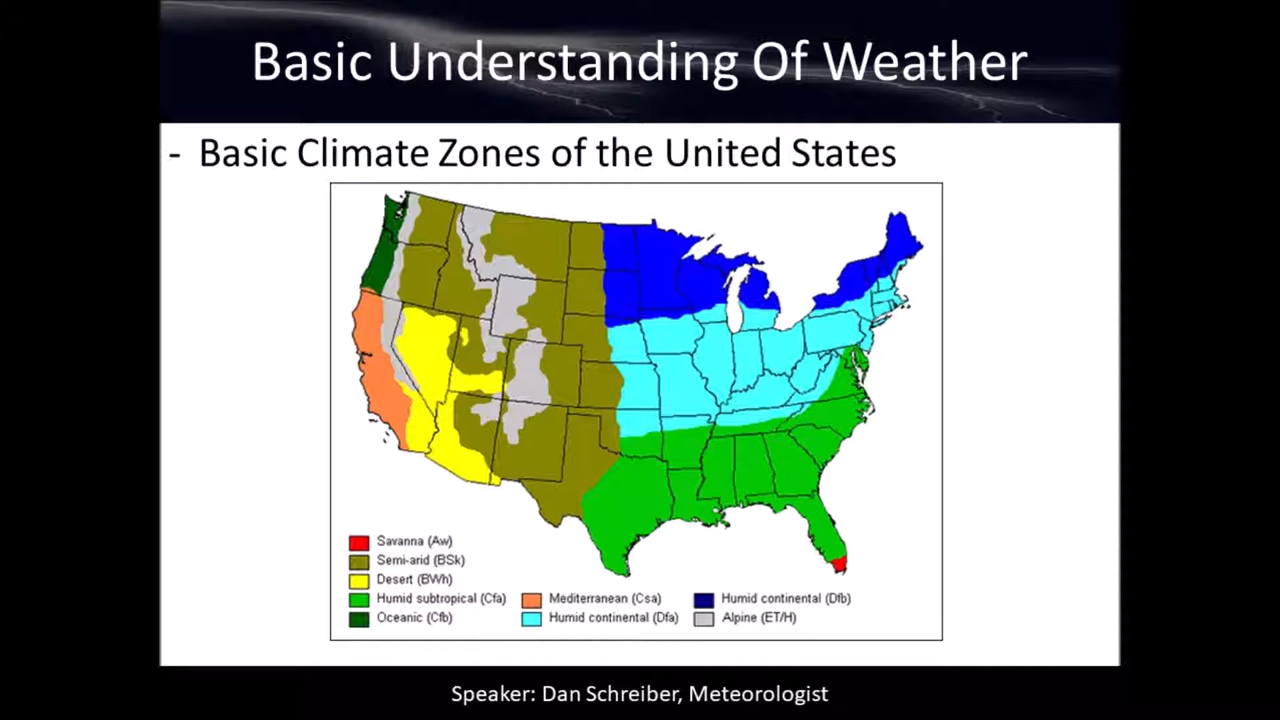 Basic Understanding Of Weather
- Basic Climate Zones of the United States
Savanna (Aw)
Semi-arid (BSk)
Desert (BWh)
Humid subtropical (Cfa)
Mediterranean (Csa)
Humid continental (Dfb)
Oceanic (Cfb)
Humid continental (Dfa)
Alpine (ET/H)
Speaker: Dan Schreiber, Meteorologist